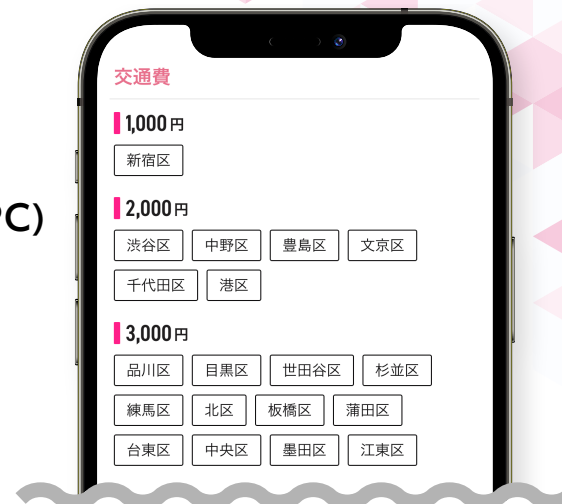 交通費
1,000円
新宿区
2,000円
PC)
渋谷区 中野区 豊島区 文京区
千代田区 港区
3,000円
品川区 目黒区 世田谷区 杉並区
練馬区 北区 板橋区 蒲田区
台東区 中央区 墨田区 江東区